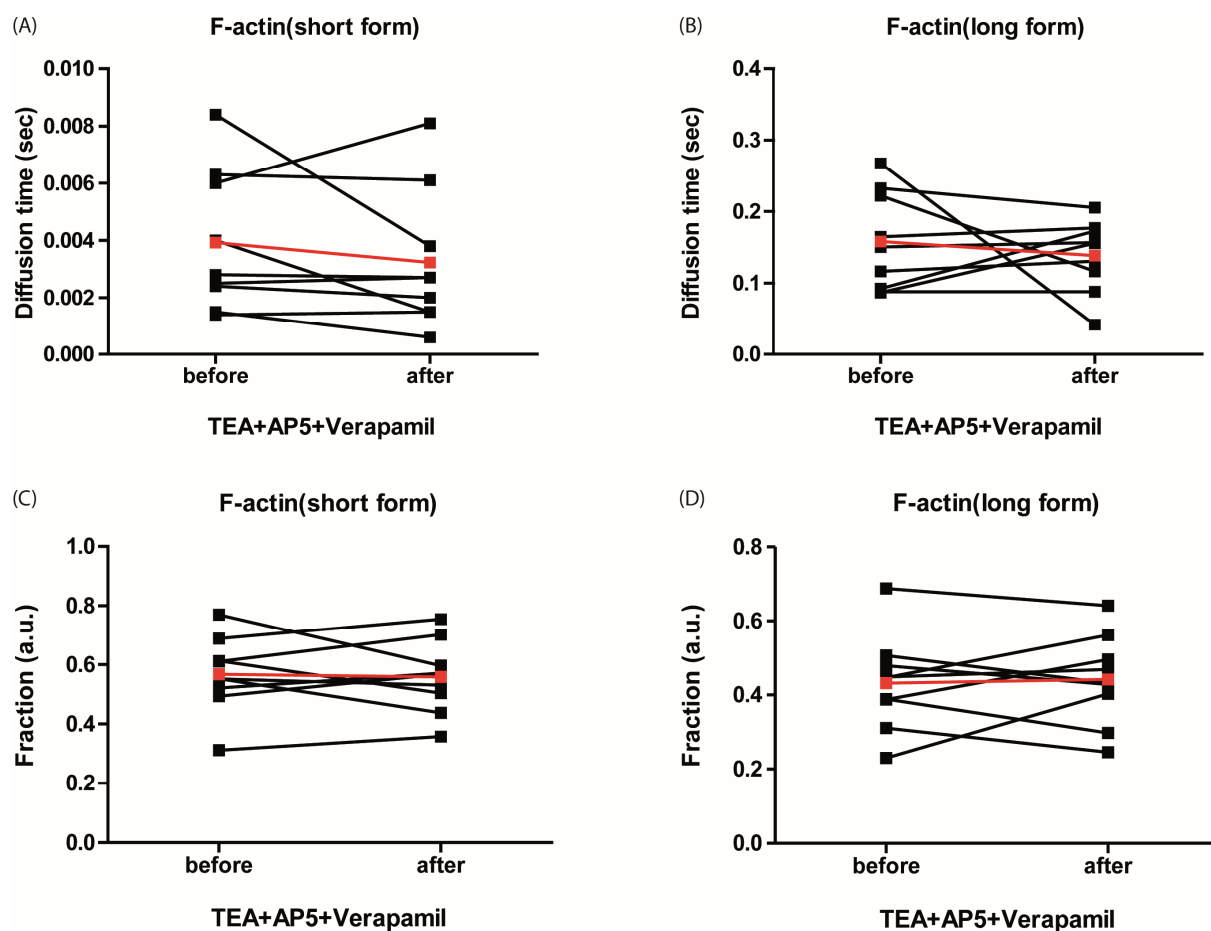 (A)
F-actin(short form)
Diffusion time (sec)
0.010
0.008
0.006
0.004
0.002
0.000
before after
TEA+AP5+Verapamil
(B)
F-actin(long form)
Diffusion time (sec)
0.4
0.3
0.2
0.1
0.0
before after
TEA+AP5+Verapamil
(C)
F-actin(short form)
Fraction (a.u.)
1.0
0.8
0.6
0.4
0.2
0.0
before after
TEA+AP5+Verapamil
(D)
F-actin(long form)
Fraction (a.u.)
0.8
0.6
0.4
0.2
0.0
before after
TEA+AP5+Verapamil